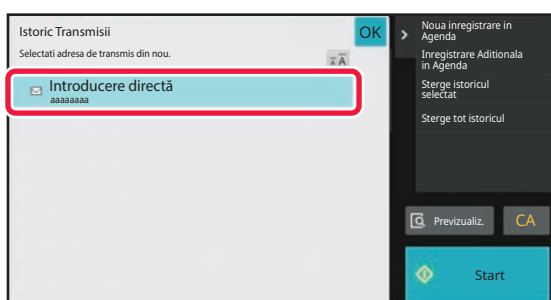 Istoric Transmisii
OK
Selectati adresa de transmis din nou.
Introducere directă
aaaaaaaa
Noua inregistrare in
Agenda
Inregistrare Aditionala
in Agenda
Sterge istoricul
selectat
Sterge tot istoricul
Previzualiz.
CA
Start